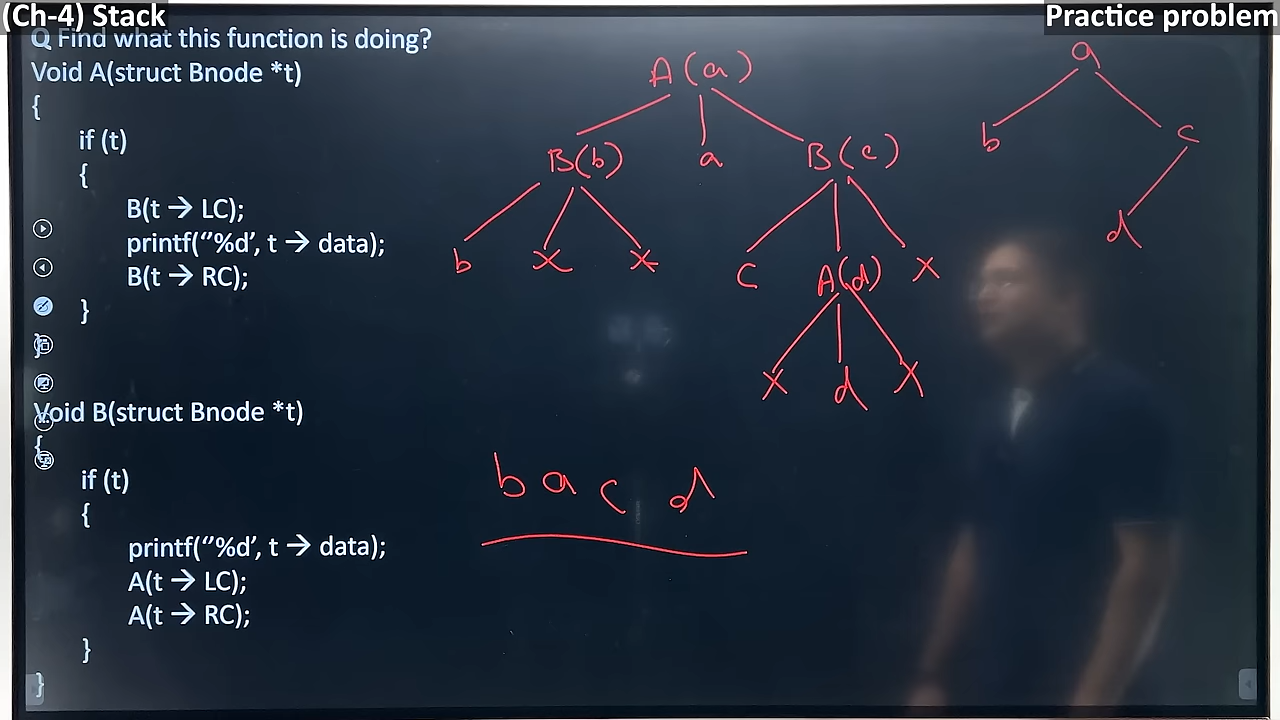 (Ch-4) Stack
Practice problem
Q Find what this function is doing?
Void A(struct Bnode *t)
{
if (t)
{
B(t → LC);
printf(‘’%d’, t → data);
B(t → RC);
}
}
Void B(struct Bnode *t)
{
if (t)
{
printf(‘’%d’, t → data);
A(t → LC);
A(t → RC);
}
}
A(a)
B(b) a B(c)
b x x c A(d) x
x d x
b a c d
a
b c
d